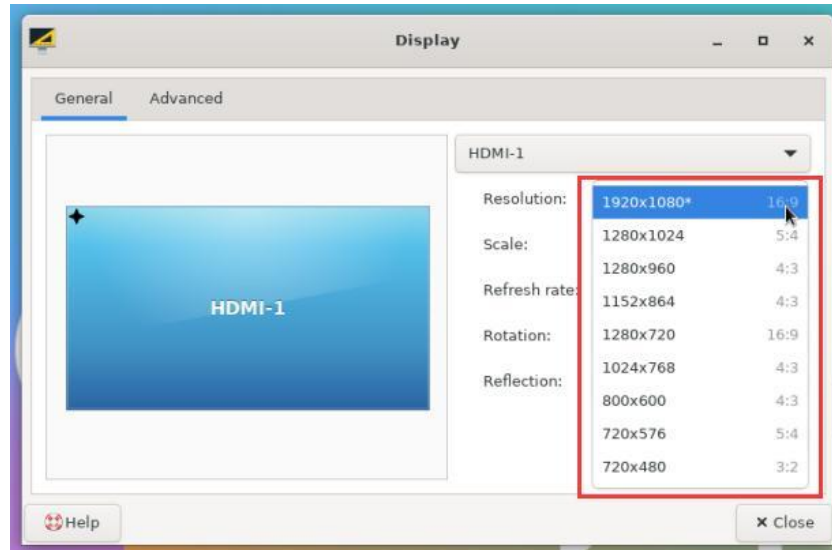 Display
General Advanced
HDMI-1
HDMI-1
Resolution:
Scale:
Refresh rate:
Rotation:
Reflection:
1920x1080* 16:9
1280x1024 5:4
1280x960 4:3
1152x864 4:3
1280x720 16:9
1024x768 4:3
800x600 4:3
720x576 5:4
720x480 3:2
Help
Close